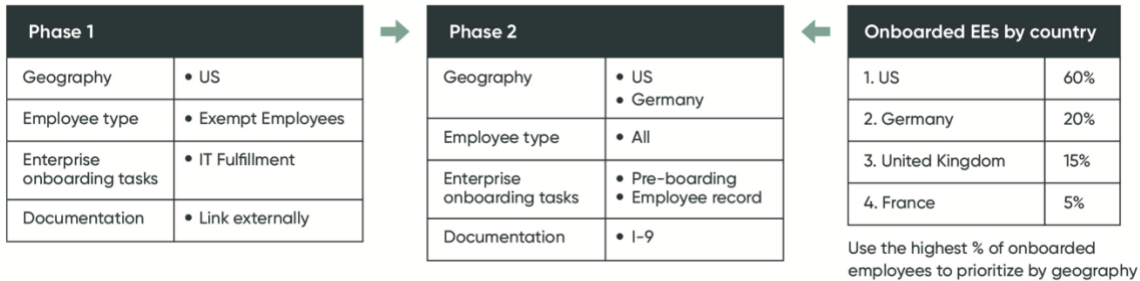 Phase 1
Geography
• US
Employee type
• Exempt Employees
Enterprise
onboarding tasks
• IT Fulfillment
Documentation
• Link externally
Phase 2
Geography
• US
• Germany
Employee type
• All
Enterprise
onboarding tasks
• Pre-boarding
• Employee record
Documentation
• I-9
Onboarded EEs by country
1. US 60%
2. Germany 20%
3. United Kingdom 15%
4. France 5%
Use the highest % of onboarded
employees to prioritize by geography